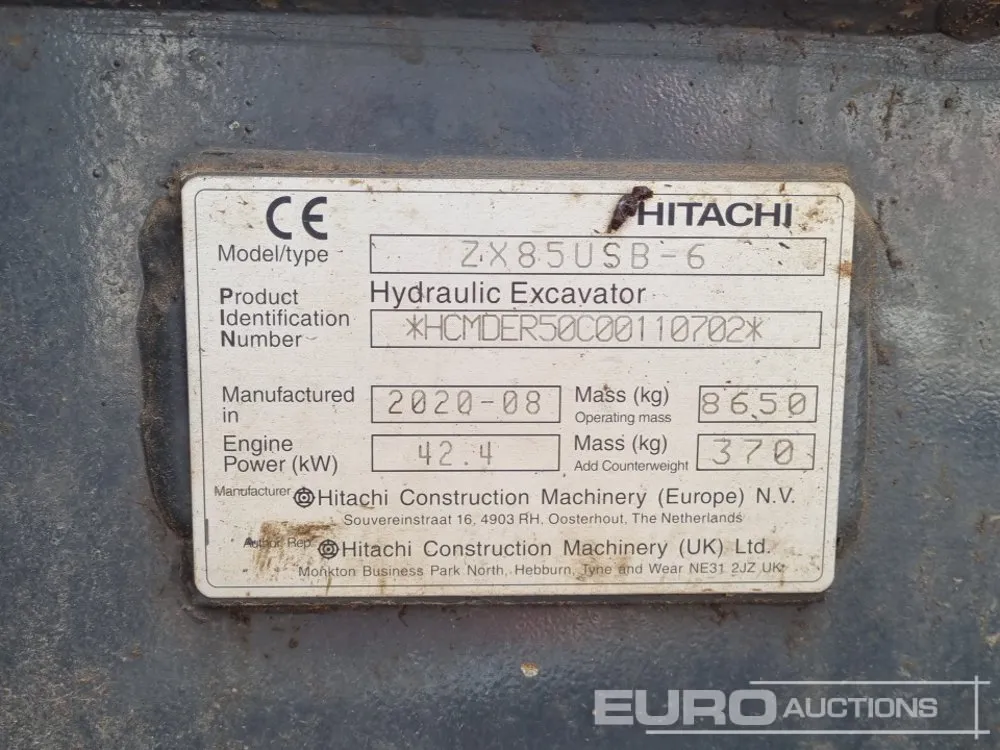 CE HITACHI
Model/type ZX85USB-6
Product Hydraulic Excavator
Identification *HCMDER50C00110702*
Number
Manufactured in 2020-08 Mass (kg) Operating mass 8650
Engine Power (kW) 42.4 Mass (kg) Add Counterweight 370
Manufacturer Hitachi Construction Machinery (Europe) N.V.
Souvereinstraat 16, 4903 RH, Oosterhout, The Netherlands
Author. Rep. Hitachi Construction Machinery (UK) Ltd.
Monkton Business Park North, Hebburn, Tyne and Wear NE31 2JZ UK
EURO AUCTIONS